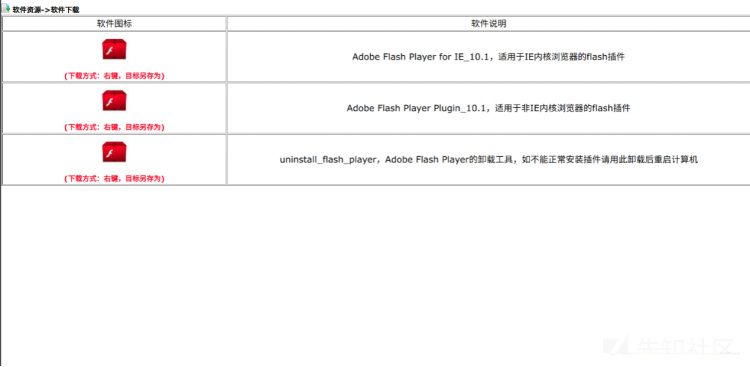 软件资源->软件下载
软件图标
软件说明
(下载方式：右键，目标另存为)
Adobe Flash Player for IE_10.1，适用于IE内核浏览器的flash插件
(下载方式：右键，目标另存为)
Adobe Flash Player Plugin_10.1，适用于非IE内核浏览器的flash插件
(下载方式：右键，目标另存为)
uninstall_flash_player，Adobe Flash Player的卸载工具，如不能正常安装插件请用此卸载后重启计算机
先知社区